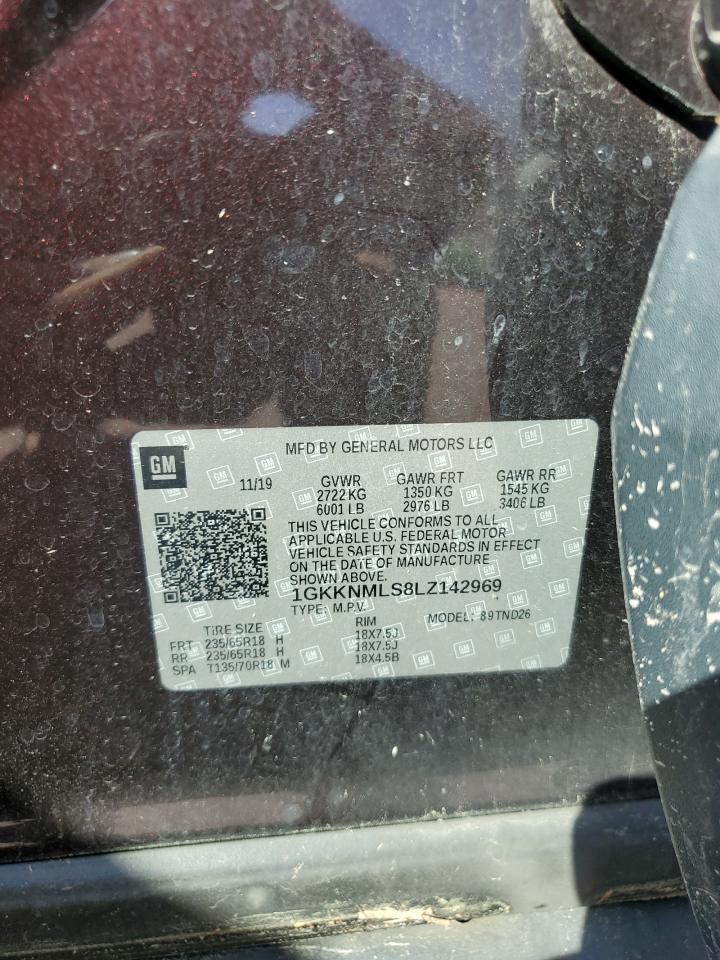 GM
MFD BY GENERAL MOTORS LLC
11/19 GVWR GAWR FRT GAWR RR
2722 KG 1350 KG 1545 KG
6001 LB 2976 LB 3406 LB
THIS VEHICLE CONFORMS TO ALL
APPLICABLE U.S. FEDERAL MOTOR
VEHICLE SAFETY STANDARDS IN EFFECT
ON THE DATE OF MANUFACTURE
SHOWN ABOVE.
1GKKNMLS8LZ142969
TYPE: M.P.V. MODEL: 89TND26
TIRE SIZE RIM
FRT 235/65R18 H 18X7.5J
RR 235/65R18 H 18X7.5J
SPA T135/70R18 M 18X4.5B